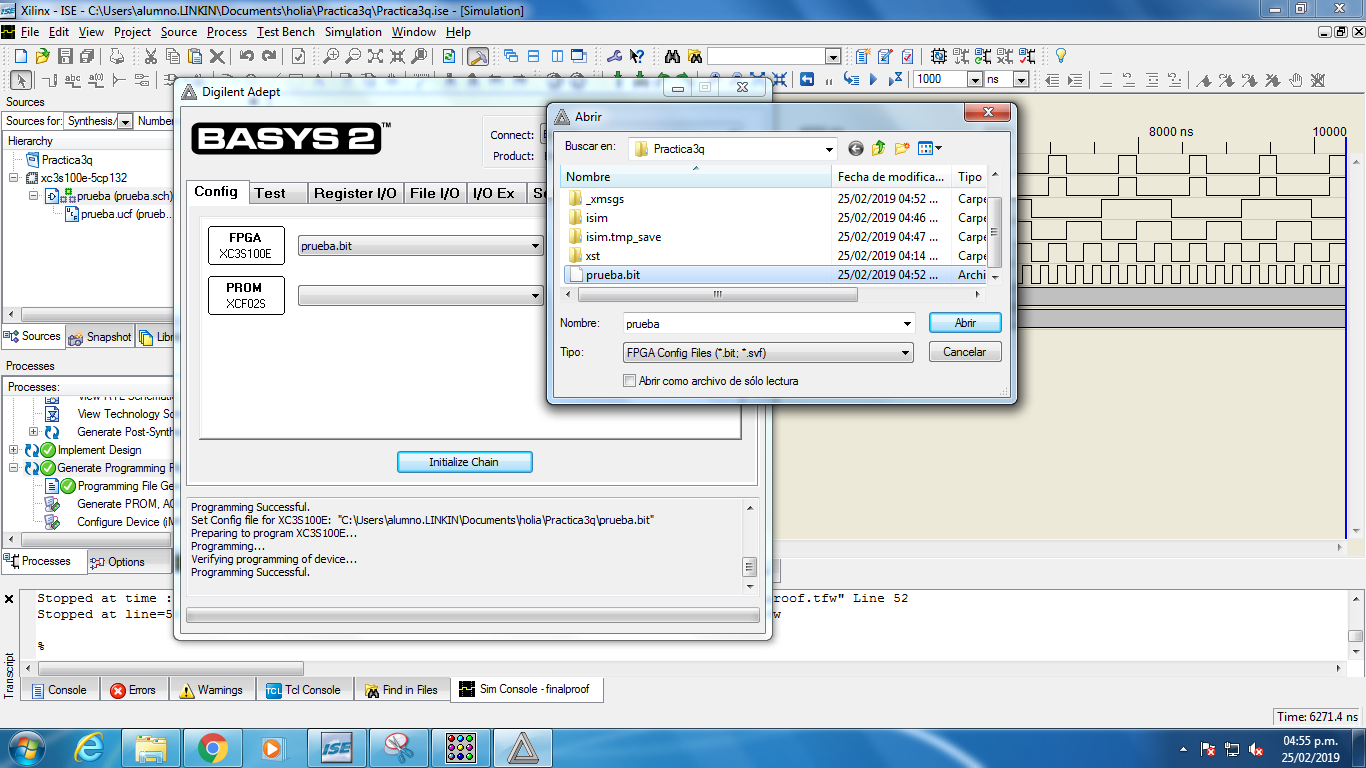 Xilinx - ISE - C:\Users\alumno.LINKIN\Documents\holia\Practica3q\Practica3q.ise - [Simulation]
File Edit View Project Source Process Test Bench Simulation Window Help
1000 ns
Sources
Sources for: Synthesis/ Number
Hierarchy
Practica3q
xc3s100e-5cp132
prueba (prueba.sch)
prueba.ucf (prueb...
Sources Snapshot Libr
Processes
Processes:
View RTL Schematic
View Technology Sc
Generate Post-Synth
Implement Design
Generate Programming F
Programming File Ge
Generate PROM, AC
Configure Device (iM
Processes Options
Digilent Adept
BASYS 2™
Connect:
Product:
Config Test Register I/O File I/O I/O Ex
FPGA
XC3S100E
prueba.bit
PROM
XCF02S
Initialize Chain
Programming Successful.
Set Config file for XC3S100E: "C:\Users\alumno.LINKIN\Documents\holia\Practica3q\prueba.bit"
Preparing to program XC3S100E...
Programming...
Verifying programming of device...
Programming Successful.
Abrir
Buscar en: Practica3q
Nombre Fecha de modifica... Tipo
_xmsgs 25/02/2019 04:52 ... Carpe
isim 25/02/2019 04:46 ... Carpe
isim.tmp_save 25/02/2019 04:47 ... Carpe
xst 25/02/2019 04:14 ... Carpe
prueba.bit 25/02/2019 04:52 ... Archi
Nombre: prueba Abrir
Tipo: FPGA Config Files (*.bit; *.svf) Cancelar
Abrir como archivo de sólo lectura
8000 ns 10000
Stopped at time : roof.tfw" Line 52
Stopped at line=5 w
%
Transcript
Console Errors Warnings Tcl Console Find in Files Sim Console - finalproof
Time: 6271.4 ns
ISE
04:55 p.m.
25/02/2019